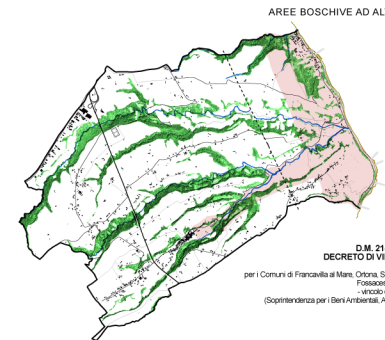 AREE BOSCHIVE AD AL
D.M. 21
DECRETO DI VI
per i Comuni di Francavilla al Mare, Ortona, S
Fossaces
- vincolo
(Soprintendenza per i Beni Ambientali, A